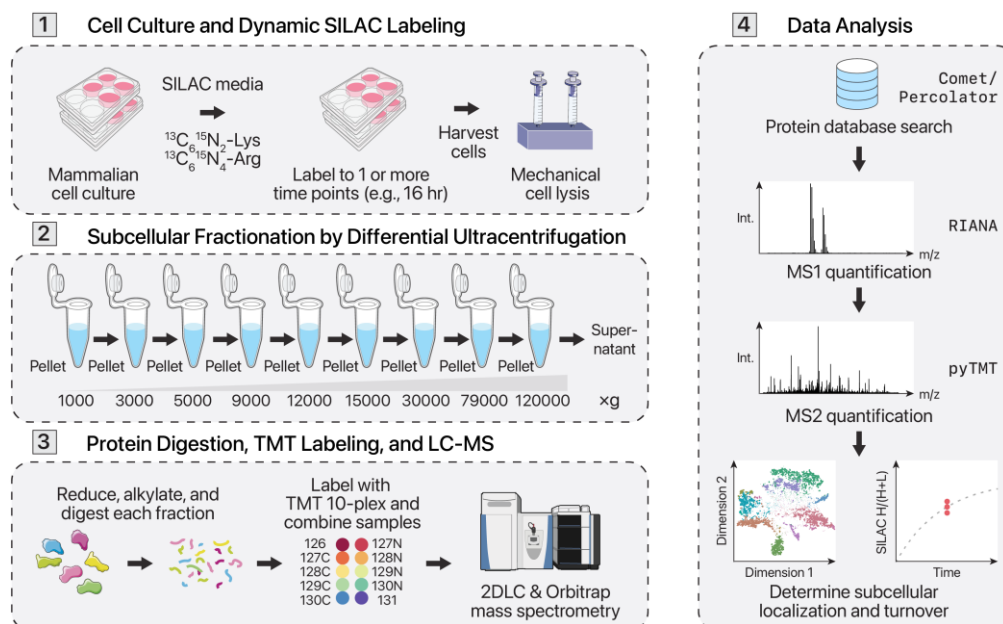 1 Cell Culture and Dynamic SILAC Labeling
SILAC media
¹³C₆¹⁵N₂-Lys
¹³C₆¹⁵N₄-Arg
Mammalian
cell culture
Label to 1 or more
time points (e.g., 16 hr)
Harvest
cells
Mechanical
cell lysis
2 Subcellular Fractionation by Differential Ultracentrifugation
Pellet Pellet Pellet Pellet Pellet Pellet Pellet Pellet Pellet
Super-
natant
1000 3000 5000 9000 12000 15000 30000 79000 120000 ×g
3 Protein Digestion, TMT Labeling, and LC-MS
Reduce, alkylate, and
digest each fraction
Label with
TMT 10-plex and
combine samples
126 127N
127C 128N
128C 129N
129C 130N
130C 131
2DLC & Orbitrap
mass spectrometry
4 Data Analysis
Comet/
Percolator
Protein database search
Int.
m/z
RIANA
MS1 quantification
Int.
m/z
pyTMT
MS2 quantification
Dimension 2
Dimension 1
SILAC H/(H+L)
Time
Determine subcellular
localization and turnover